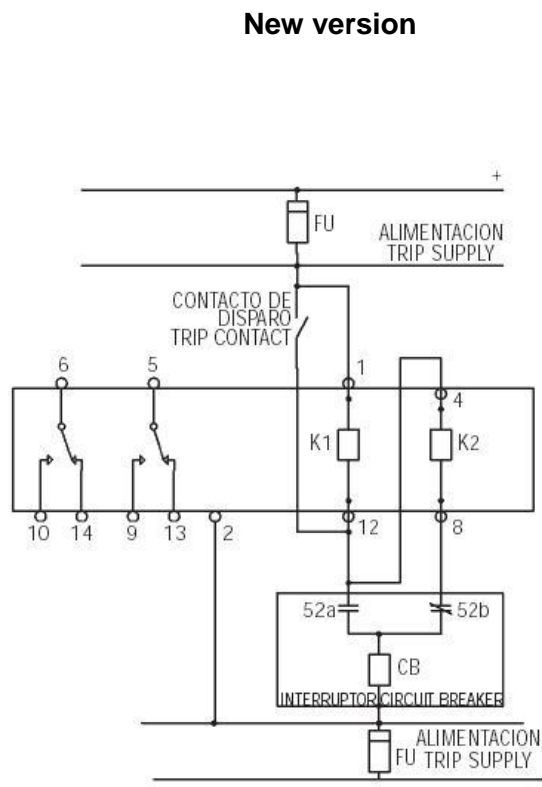 New version
+
FU
ALIMENTACION
TRIP SUPPLY
CONTACTO DE
DISPARO
TRIP CONTACT
6
5
1
4
K1
K2
10
14
9
13
2
12
8
52a
52b
CB
INTERRUPTOR/CIRCUIT BREAKER
ALIMENTACION
FU TRIP SUPPLY